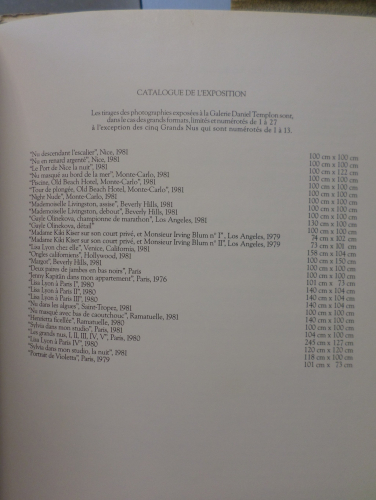 CATALOGUE DE L'EXPOSITION
Les tirages des photographies exposées à la Galerie Daniel Templon sont,
dans le cas des grands formats, limités et numérotés de 1 à 27
à l'exception des cinq Grands Nus qui sont numérotés de 1 à 13.
"Nu descendant l'escalier", Nice, 1981 100 cm x 100 cm
"Nu en retard argenté", Nice, 1981 100 cm x 100 cm
"Le Port de Nice la nuit", 1981 100 cm x 122 cm
"Nu masqué au bord de la mer", Monte-Carlo, 1981 100 cm x 100 cm
"Piscine, Old Beach Hotel, Monte-Carlo", 1981 100 cm x 100 cm
"Tour de plongée, Old Beach Hotel, Monte-Carlo", 1981 100 cm x 100 cm
"Night Nude", Monte-Carlo, 1981 100 cm x 100 cm
"Mademoiselle Livingston, assise", Beverly Hills, 1981 100 cm x 100 cm
"Mademoiselle Livingston, debout", Beverly Hills, 1981 100 cm x 100 cm
"Gayle Olinekova, championne de marathon", Los Angeles, 1981 130 cm x 100 cm
"Gayle Olinekova, détail" 100 cm x 100 cm
"Madame Kiki Kiser sur son court privé, et Monsieur Irving Blum n° I", Los Angeles, 1979 74 cm x 102 cm
"Madame Kiki Kiser sur son court privé, et Monsieur Irving Blum n° II", Los Angeles, 1979 73 cm x 101 cm
"Lisa Lyon chez elle", Venice, California, 1981 158 cm x 104 cm
"Ongles californiens", Hollywood, 1981 100 cm x 150 cm
"Margot", Beverly Hills, 1981 100 cm x 100 cm
"Deux paires de jambes en bas noirs", Paris 100 cm x 100 cm
"Jenny Kapitän dans mon appartement", Paris, 1976 101 cm x 73 cm
"Lisa Lyon à Paris I", 1980 140 cm x 104 cm
"Lisa Lyon à Paris II", 1980 140 cm x 104 cm
"Lisa Lyon à Paris III", 1980 140 cm x 104 cm
"Nu dans les algues", Saint-Tropez, 1981 100 cm x 100 cm
"Nu masqué avec bas de caoutchouc", Ramatuelle, 1981 100 cm x 100 cm
"Henrietta ficellée", Ramatuelle, 1980 100 cm x 100 cm
"Sylvia dans mon studio", Paris, 1981 104 cm x 100 cm
"Les grands nus, I, II, III, IV, V", Paris, 1980 245 cm x 127 cm
"Lisa Lyon à Paris IV", 1980 120 cm x 120 cm
"Sylvia dans mon studio, la nuit", 1981 118 cm x 100 cm
"Portrait de Violetta", Paris, 1979 101 cm x 73 cm